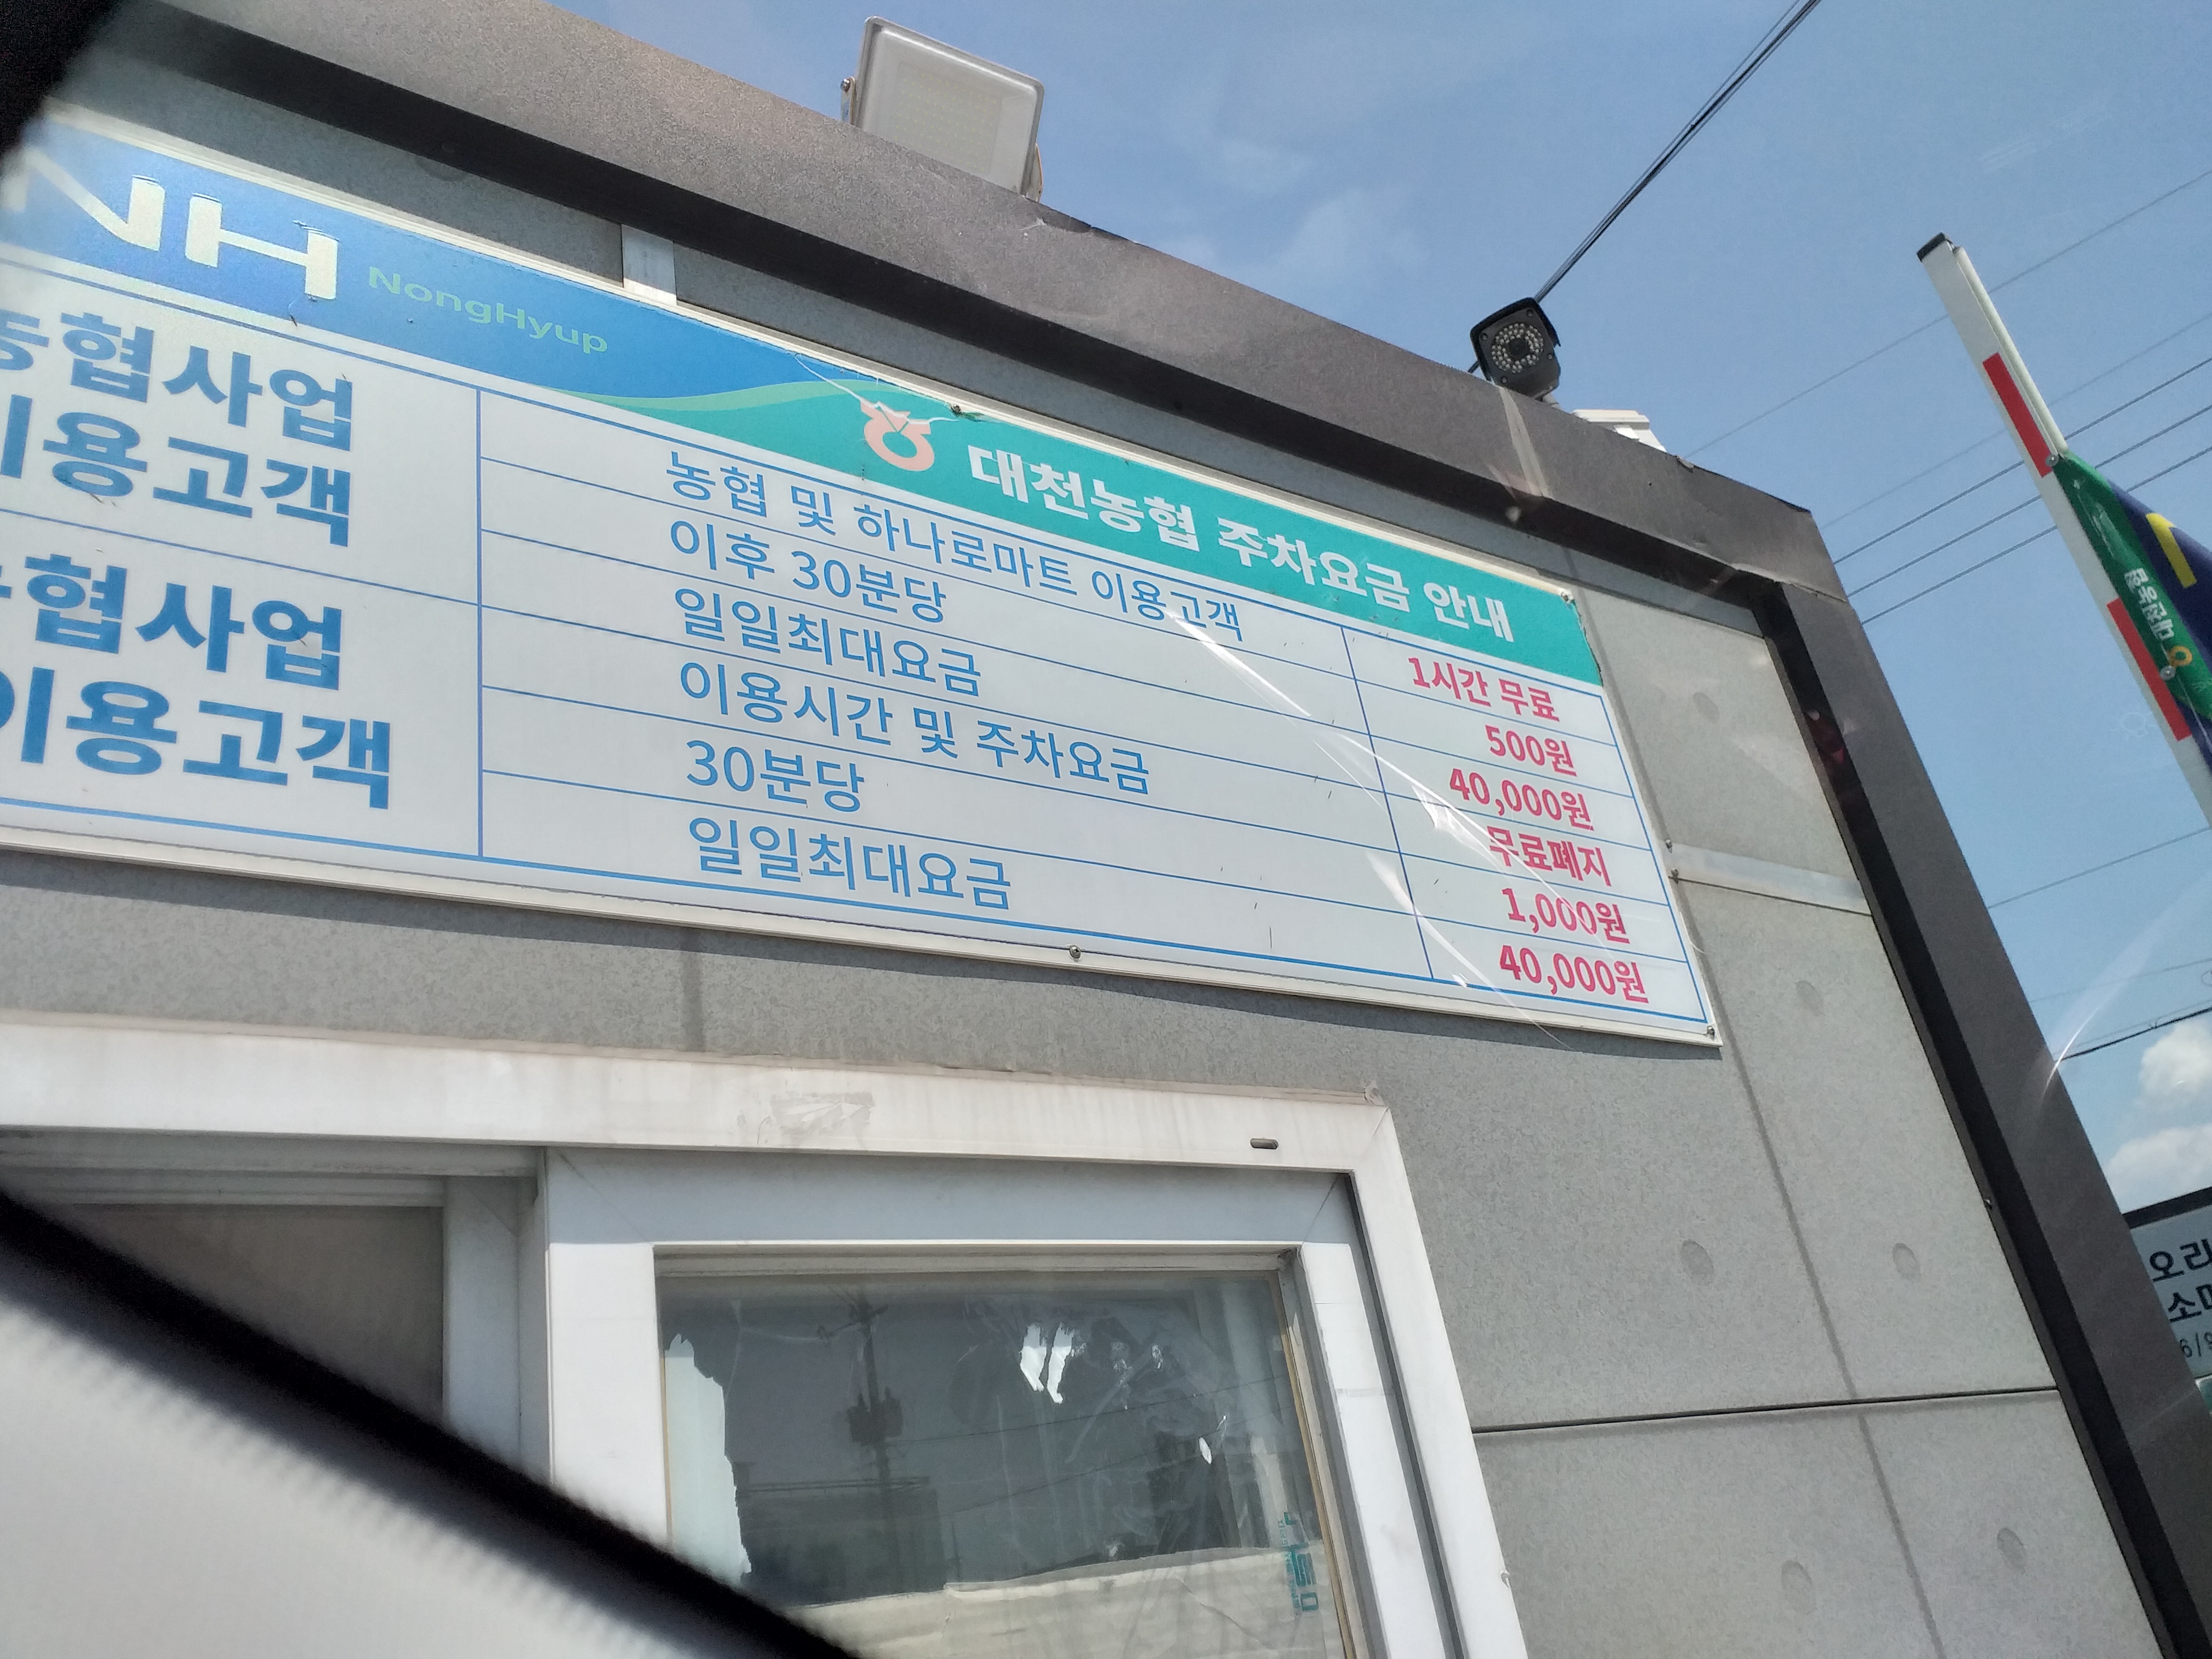 NH NongHyup
대천농협 주차요금 안내
농협사업
이용고객
농협 및 하나로마트 이용고객 1시간 무료
이후 30분당 500원
일일최대요금 40,000원
협사업
이용고객
이용시간 및 주차요금 무료폐지
30분당 1,000원
일일최대요금 40,000원
오리